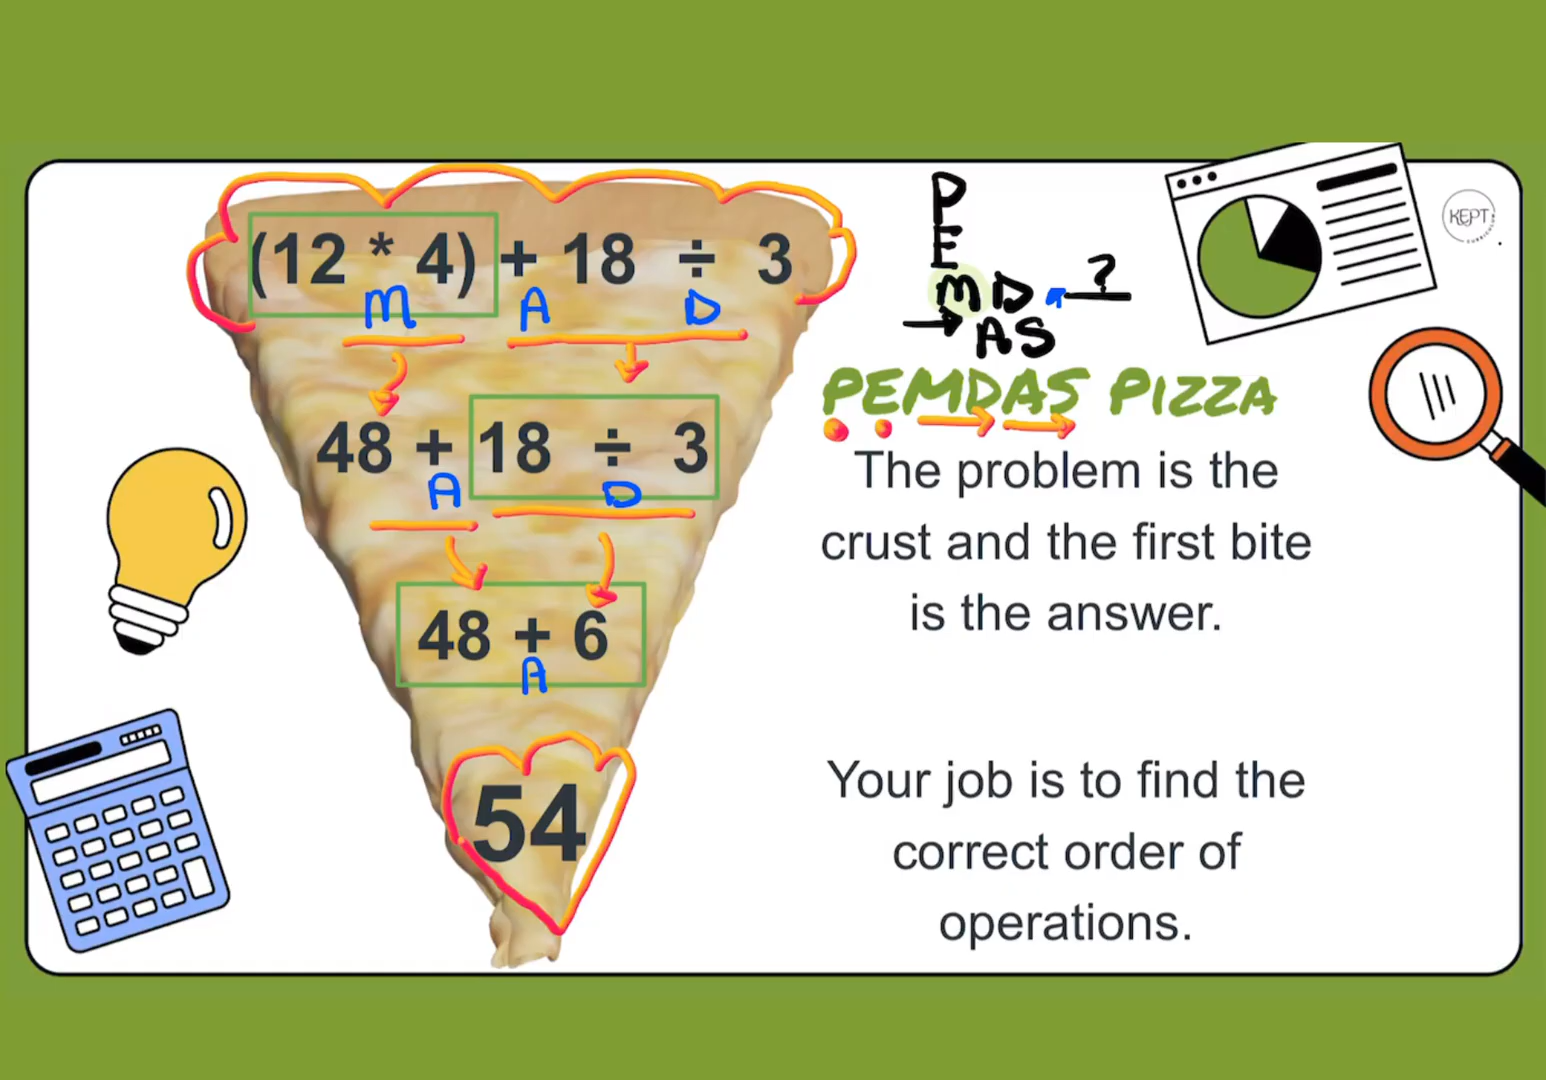 (12 * 4) + 18 ÷ 3
M A D
48 + 18 ÷ 3
A D
48 + 6
A
54
P
E
MD ?
AS
PEMDAS PIZZA
The problem is the
crust and the first bite
is the answer.
Your job is to find the
correct order of
operations.
KEPT